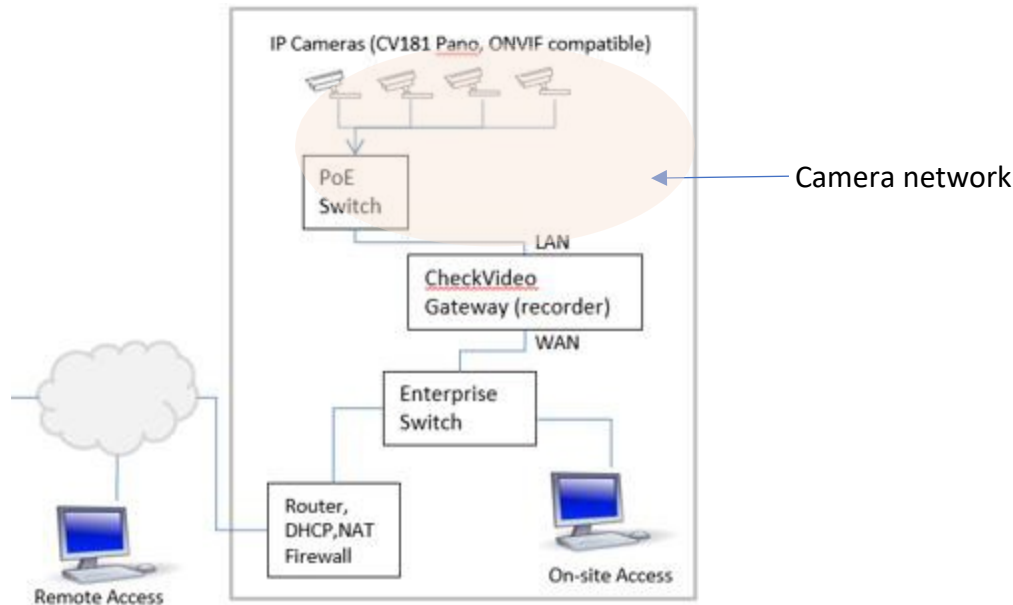 IP Cameras (CV181 Pano, ONVIF compatible)
PoE
Switch
Camera network
LAN
CheckVideo
Gateway (recorder)
WAN
Enterprise
Switch
Router,
DHCP,NAT
Firewall
On-site Access
Remote Access